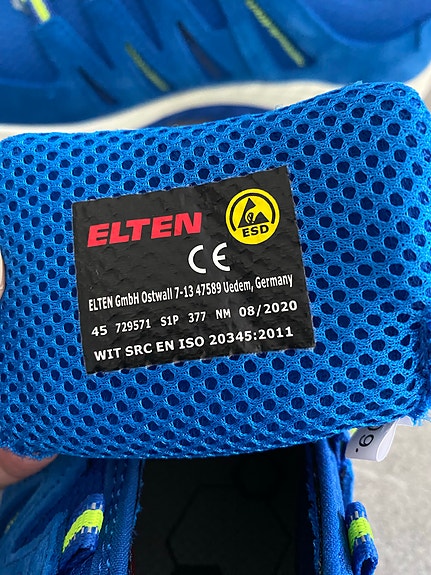 ELTEN
ESD
CE
ELTEN GmbH Ostwall 7-13 47589 Uedem, Germany
45 729571 S1P 377 NM 08/2020
WIT SRC EN ISO 20345:2011